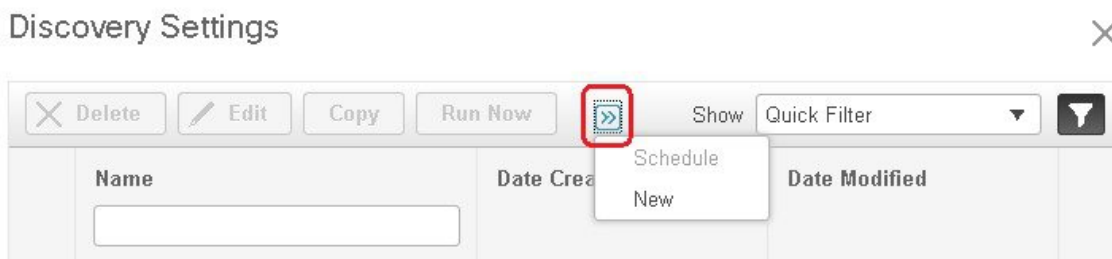 Discovery Settings
Delete Edit Copy Run Now Show Quick Filter
Schedule
Name Date Crea Date Modified
New